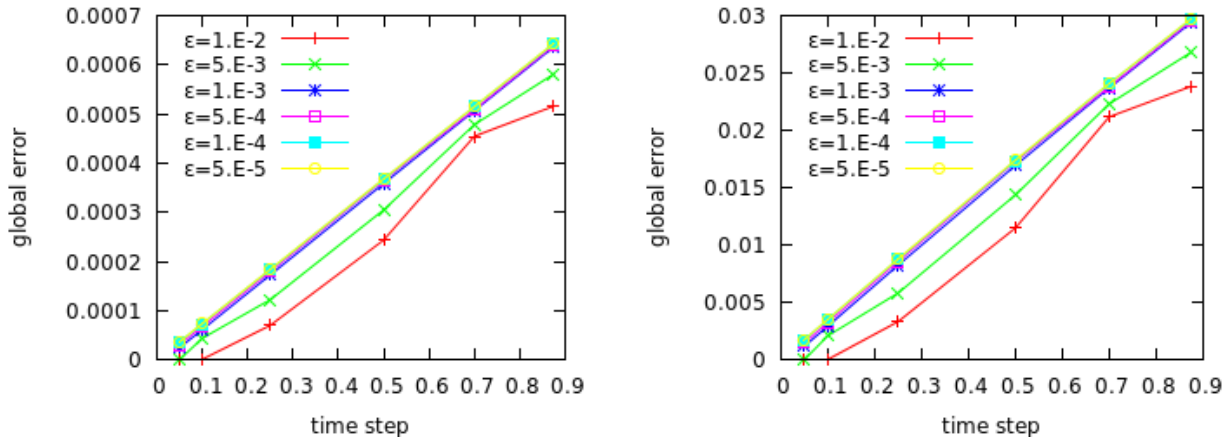 0.0007
0.0006
0.0005
0.0004
0.0003
0.0002
0.0001
0
global error
ε=1.E-2
ε=5.E-3
ε=1.E-3
ε=5.E-4
ε=1.E-4
ε=5.E-5
0 0.1 0.2 0.3 0.4 0.5 0.6 0.7 0.8 0.9
time step
0.03
0.025
0.02
0.015
0.01
0.005
0
global error
ε=1.E-2
ε=5.E-3
ε=1.E-3
ε=5.E-4
ε=1.E-4
ε=5.E-5
0 0.1 0.2 0.3 0.4 0.5 0.6 0.7 0.8 0.9
time step